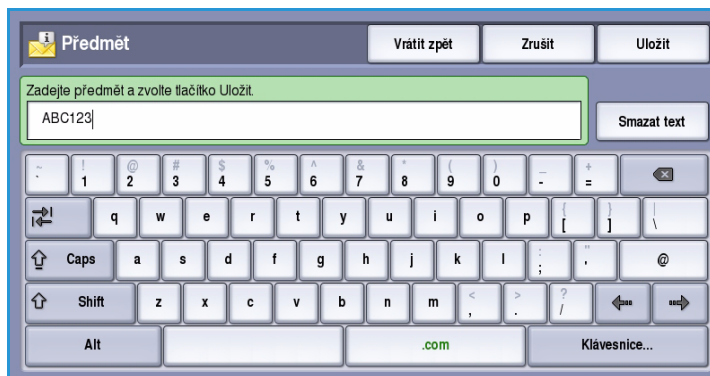 Předmět Vrátit zpět Zrušit Uložit
Zadejte předmět a zvolte tlačítko Uložit.
ABC123 Smazat text
~ ! @ # $ % ^ & * ( ) _ +
` 1 2 3 4 5 6 7 8 9 0 - =
q w e r t y u i o p { [ } ] | \
Caps a s d f g h j k l : ; " ' @
Shift z x c v b n m < , > . ? /
Alt .com Klávesnice...